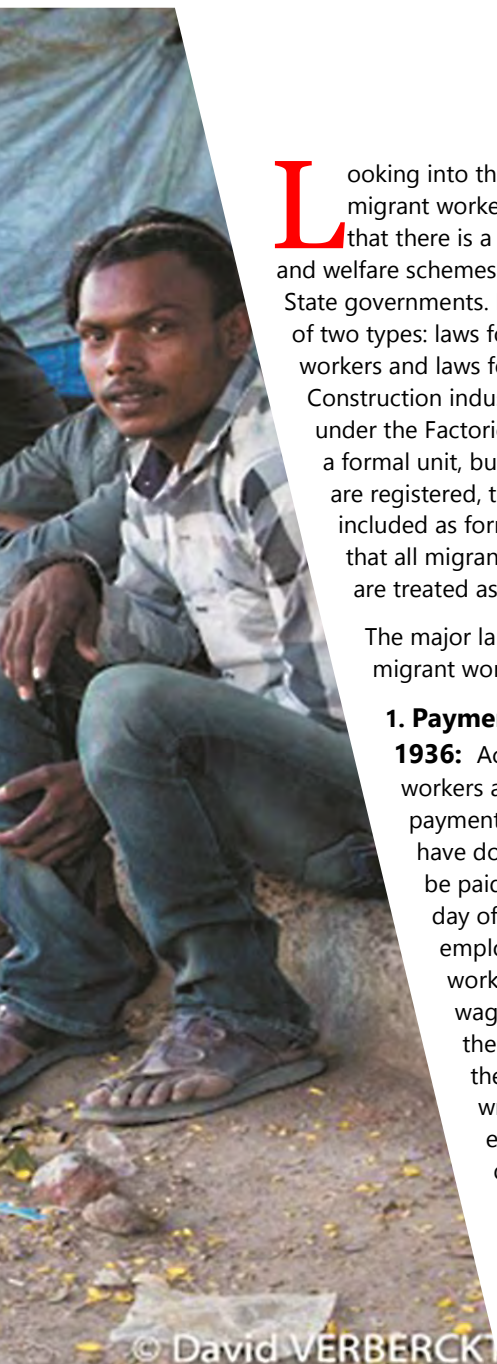 Looking into th
migrant worke
that there is a
and welfare schemes
State governments.
of two types: laws fo
workers and laws fo
Construction indu
under the Factorie
a formal unit, bu
are registered, t
included as for
that all migran
are treated as
The major la
migrant wor
1. Payme
1936: Ac
workers a
payment
have do
be paid
day of
emplo
work
wag
the
the
w
e
© David VERBERCKT